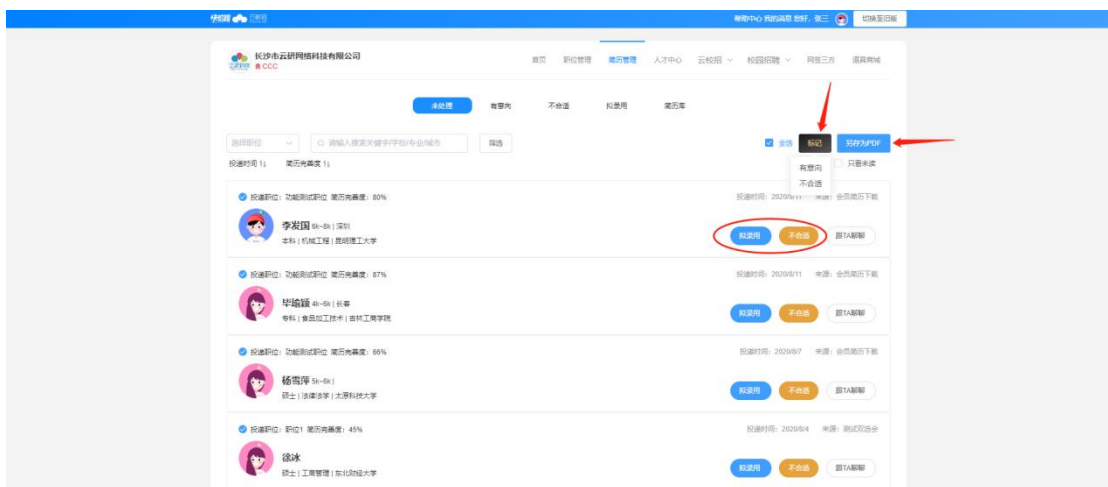 云研招 帮助中心 我的消息 您好，张三 切换至旧版
长沙市云研网络科技有限公司
CCC
首页 职位管理 简历管理 人才中心 云校招 校园招聘 网签三方 道具商城
未处理 有意向 不合适 拟录用 简历库
选择职位 请输入搜索关键字/学校/专业/城市 筛选 全选 标记 另存为PDF
投递时间 1↓ 简历完善度 1↓ 有意向 只看未读
不合适
投递职位：功能测试职位 简历完善度：80% 投递时间：2020/8/11 来源：会员简历下载
李发国 6k~8k | 深圳
本科 | 机械工程 | 昆明理工大学 拟录用 不合适 跟TA聊聊
投递职位：功能测试职位 简历完善度：87% 投递时间：2020/8/11 来源：会员简历下载
毕瑜颖 4k~6k | 长春
专科 | 食品加工技术 | 吉林工商学院 拟录用 不合适 跟TA聊聊
投递职位：功能测试职位 简历完善度：66% 投递时间：2020/8/7 来源：会员简历下载
杨雪萍 5k~6k |
硕士 | 法律法学 | 太原科技大学 拟录用 不合适 跟TA聊聊
投递职位：职位1 简历完善度：45% 投递时间：2020/8/4 来源：测试双选会
徐冰
硕士 | 工商管理 | 东北财经大学 拟录用 不合适 跟TA聊聊